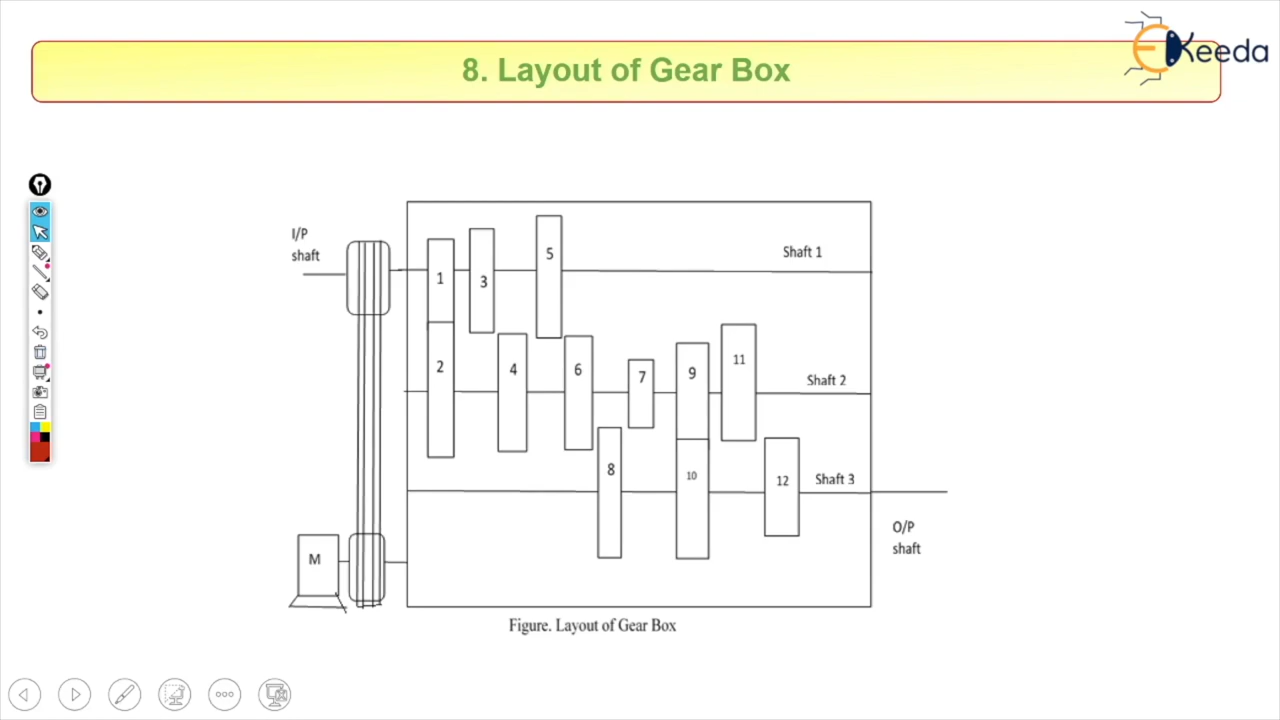 8. Layout of Gear Box
EKeeda
I/P
shaft
1
3
5
Shaft 1
2
4
6
7
9
11
Shaft 2
8
10
12
Shaft 3
O/P
shaft
M
Figure. Layout of Gear Box